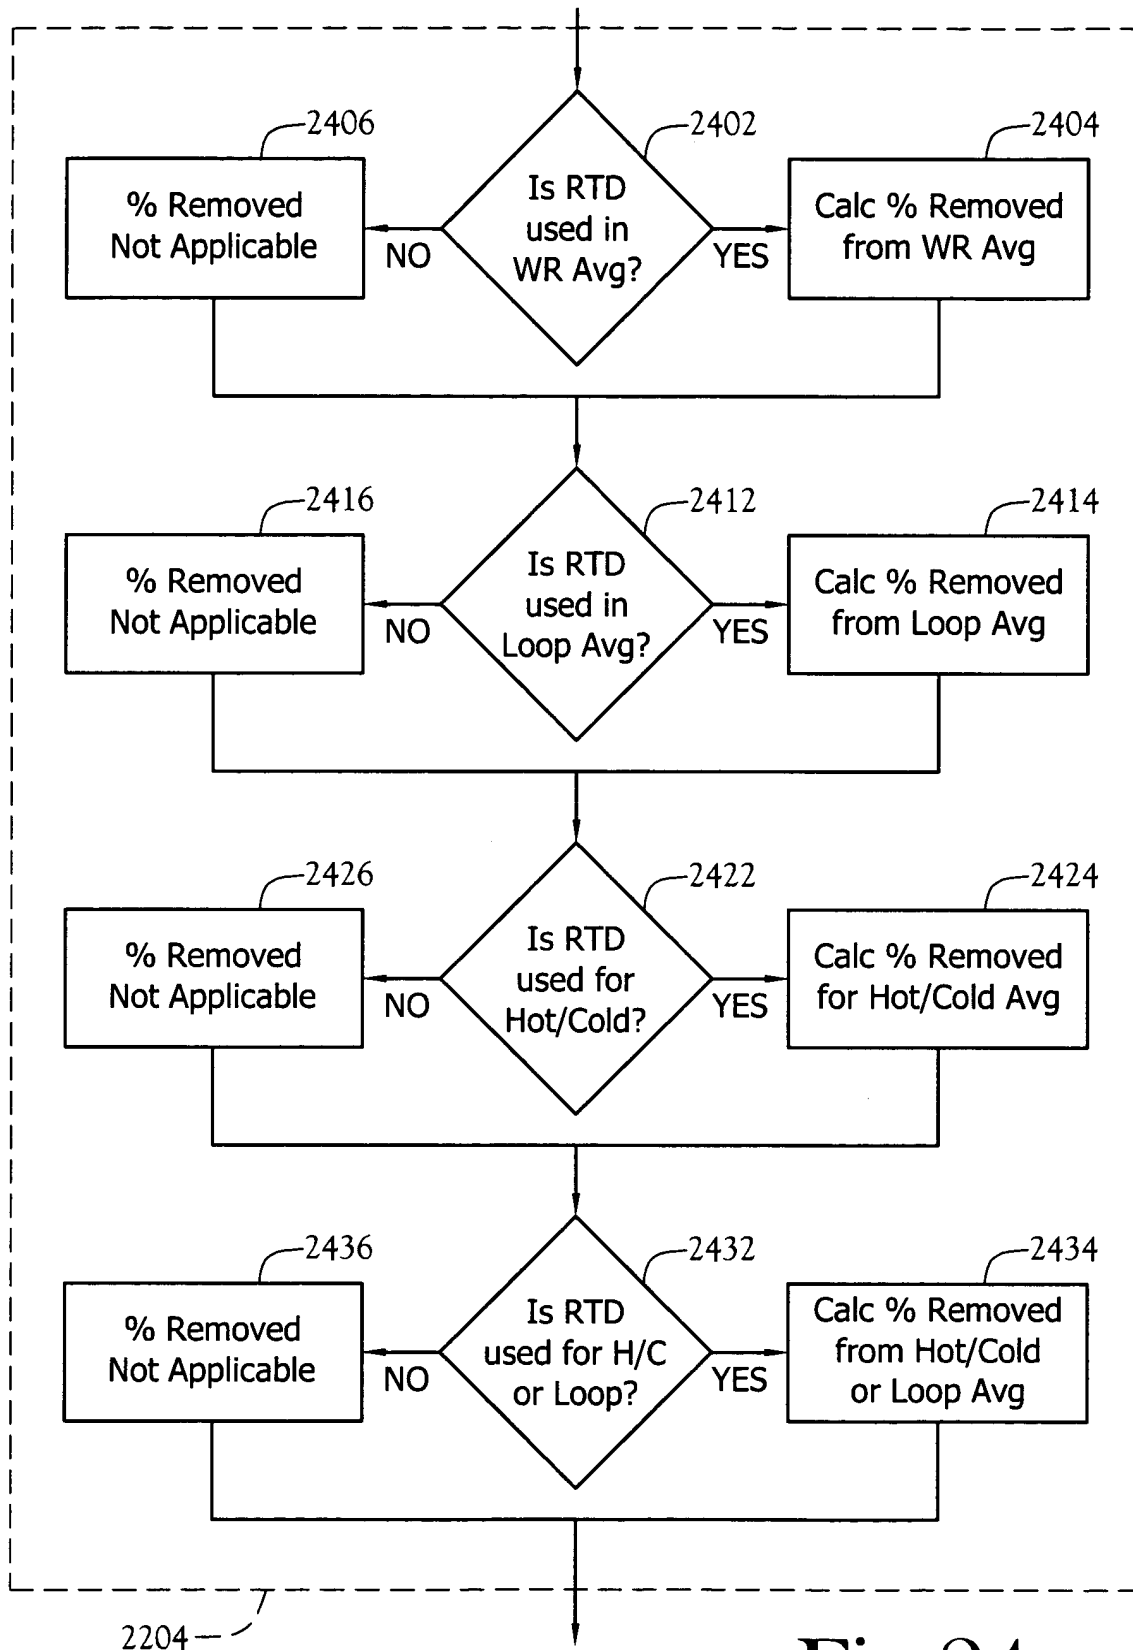 2406
2402
2404
% Removed
Not Applicable
NO
Is RTD
used in
WR Avg?
YES
Calc % Removed
from WR Avg
2416
2412
2414
% Removed
Not Applicable
NO
Is RTD
used in
Loop Avg?
YES
Calc % Removed
from Loop Avg
2426
2422
2424
% Removed
Not Applicable
NO
Is RTD
used for
Hot/Cold?
YES
Calc % Removed
for Hot/Cold Avg
2436
2432
2434
% Removed
Not Applicable
NO
Is RTD
used for H/C
or Loop?
YES
Calc % Removed
from Hot/Cold
or Loop Avg
2204